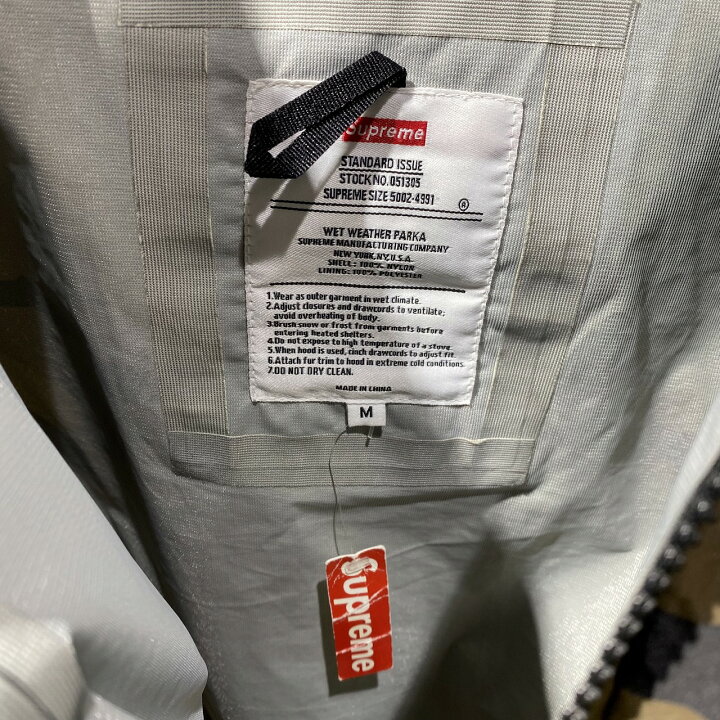 Supreme
STANDARD ISSUE
STOCK NO. 051305
SUPREME SIZE 5002-4991
®
WET WEATHER PARKA
SUPREME MANUFACTURING COMPANY
NEW YORK, NY, U.S.A.
SHELL: 100% NYLON
LINING: 100% POLYESTER
1.Wear as outer garment in wet climate.
2.Adjust closures and drawcords to ventilate;
avoid overheating of body.
3.Brush snow or frost from garments before
entering heated shelters.
4.Do not expose to high temperature of a stove.
5.When hood is used, cinch drawcords to adjust fit.
6.Attach fur trim to hood in extreme cold conditions.
7.DO NOT DRY CLEAN.
MADE IN CHINA
M
Supreme